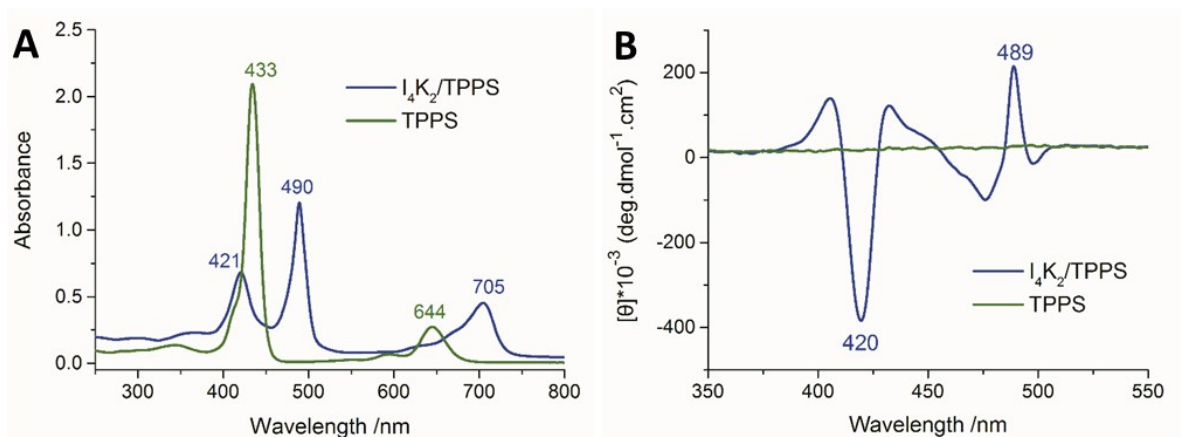 A
2.5
2.0
1.5
1.0
0.5
0.0
Absorbance
433
490
421
644
705
I₄K₂/TPPS
TPPS
300 400 500 600 700 800
Wavelength /nm
B
200
0
-200
-400
[θ]*10⁻³ (deg.dmol⁻¹.cm²)
489
420
I₄K₂/TPPS
TPPS
350 400 450 500 550
Wavelength /nm